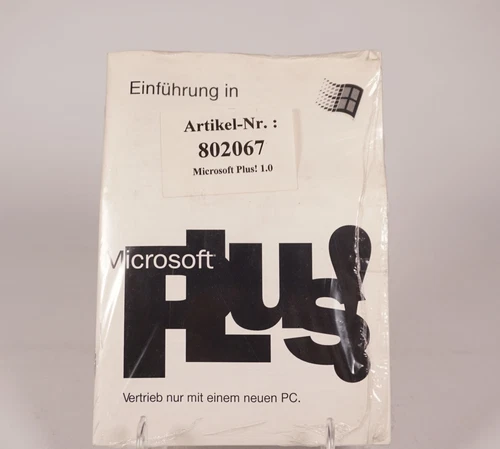 Einführung in
Artikel-Nr. :
802067
Microsoft Plus! 1.0
Microsoft
Plus!
Vertrieb nur mit einem neuen PC.